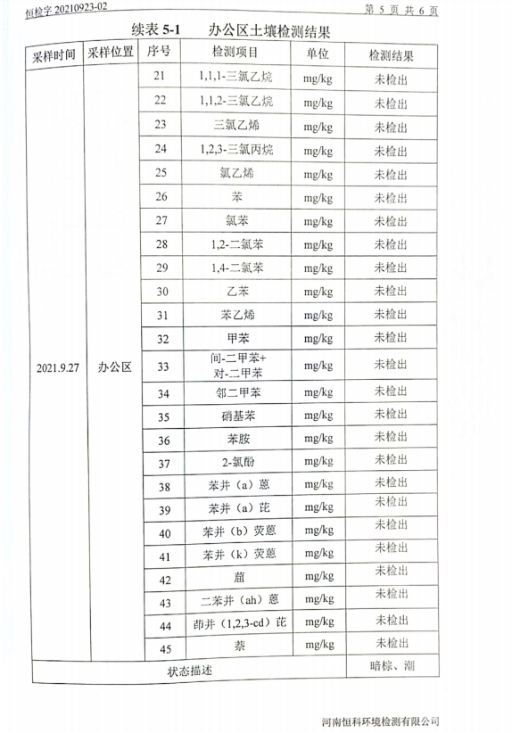 恒检字 20210923-02 第 5 页 共 6 页
续表 5-1 办公区土壤检测结果
采样时间 采样位置 序号 检测项目 单位 检测结果
21 1,1,1-三氯乙烷 mg/kg 未检出
22 1,1,2-三氯乙烷 mg/kg 未检出
23 三氯乙烯 mg/kg 未检出
24 1,2,3-三氯丙烷 mg/kg 未检出
25 氯乙烯 mg/kg 未检出
26 苯 mg/kg 未检出
27 氯苯 mg/kg 未检出
28 1,2-二氯苯 mg/kg 未检出
29 1,4-二氯苯 mg/kg 未检出
30 乙苯 mg/kg 未检出
31 苯乙烯 mg/kg 未检出
32 甲苯 mg/kg 未检出
2021.9.27 办公区 33 间-二甲苯+
对-二甲苯 mg/kg 未检出
34 邻二甲苯 mg/kg 未检出
35 硝基苯 mg/kg 未检出
36 苯胺 mg/kg 未检出
37 2-氯酚 mg/kg 未检出
38 苯并（a）蒽 mg/kg 未检出
39 苯并（a）芘 mg/kg 未检出
40 苯并（b）荧蒽 mg/kg 未检出
41 苯并（k）荧蒽 mg/kg 未检出
42 䓛 mg/kg 未检出
43 二苯并（ah）蒽 mg/kg 未检出
44 茚并（1,2,3-cd）芘 mg/kg 未检出
45 萘 mg/kg 未检出
状态描述 暗棕、潮
河南恒科环境检测有限公司